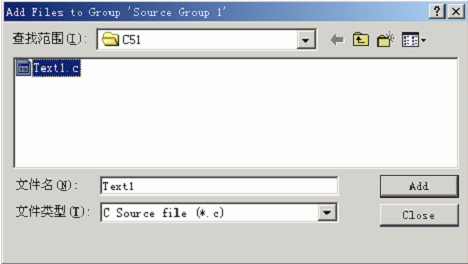 Add Files to Group 'Source Group 1'
查找范围(I): C51
Text1.c
文件名(N): Text1 Add
文件类型(T): C Source file (*.c) Close